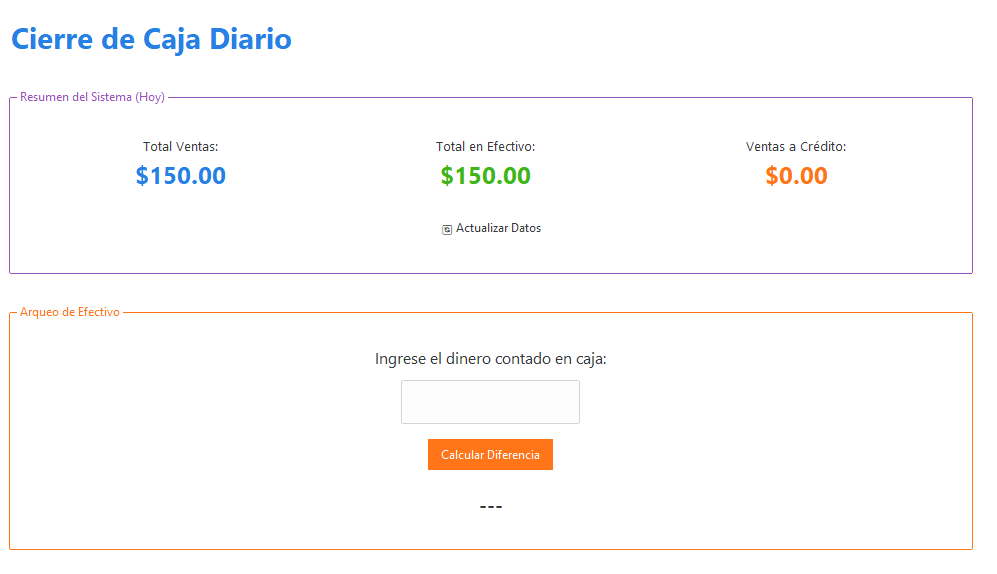 Cierre de Caja Diario
Resumen del Sistema (Hoy)
Total Ventas: Total en Efectivo: Ventas a Crédito:
$150.00 $150.00 $0.00
Actualizar Datos
Arqueo de Efectivo
Ingrese el dinero contado en caja:
Calcular Diferencia
---